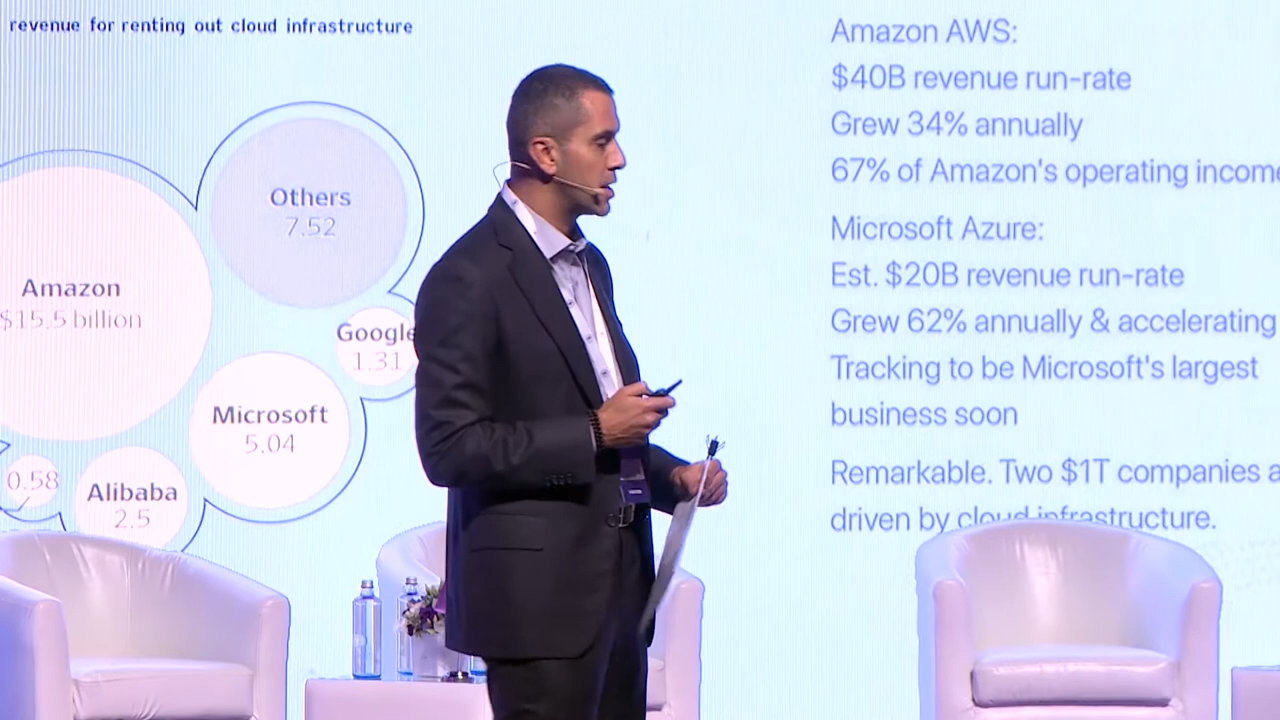 revenue for renting out cloud infrastructure
Others
7.52
Amazon
$15.5 billion
Google
1.31
Microsoft
5.04
0.58
Alibaba
2.5
Amazon AWS:
$40B revenue run-rate
Grew 34% annually
67% of Amazon's operating income
Microsoft Azure:
Est. $20B revenue run-rate
Grew 62% annually & accelerating
Tracking to be Microsoft's largest
business soon
Remarkable. Two $1T companies a
driven by cloud infrastructure.